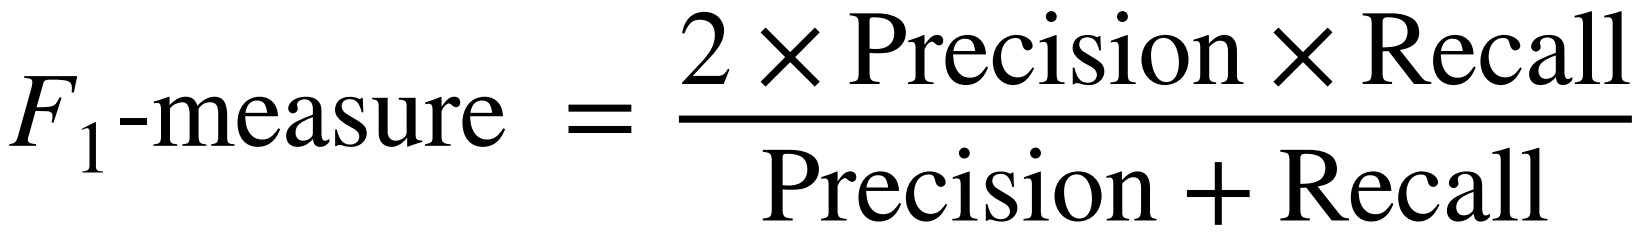 F₁-measure = 2 × Precision × Recall
Precision + Recall